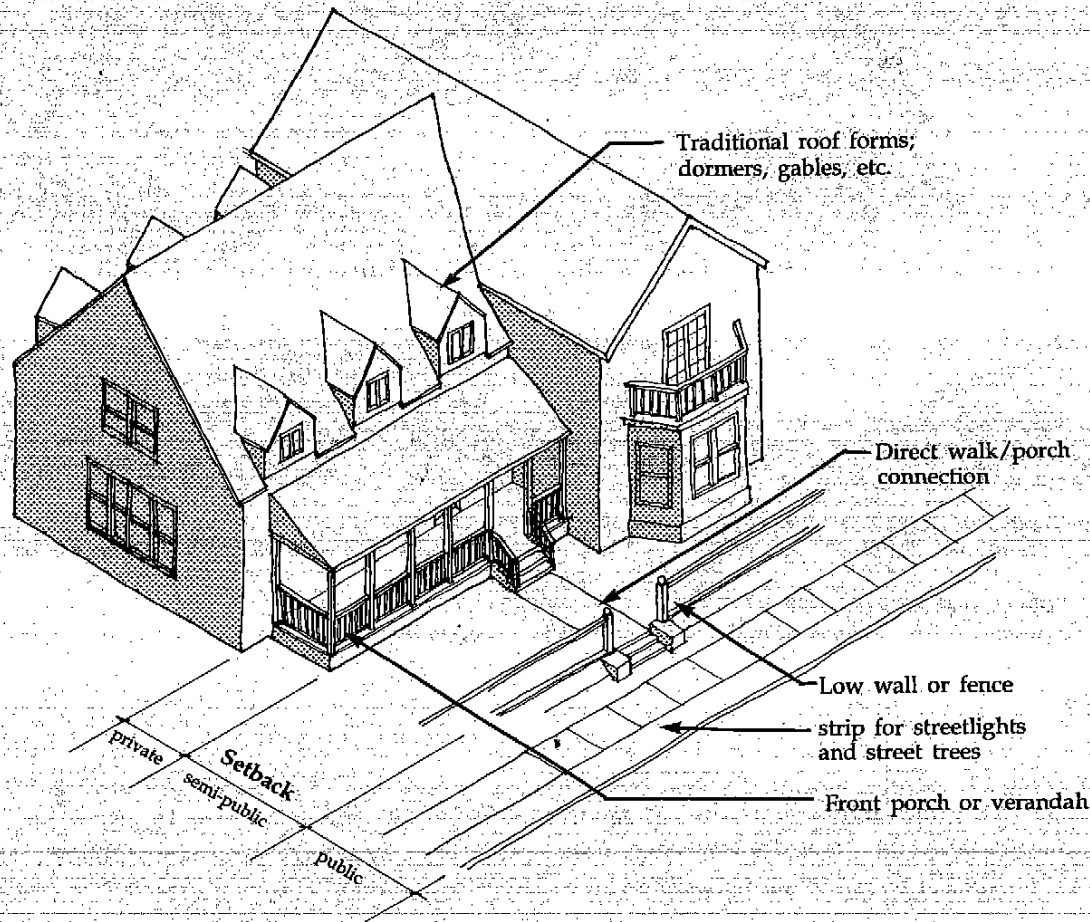 Traditional roof forms;
dormers, gables, etc.
Direct walk/porch
connection
Low wall or fence
strip for streetlights
and street trees
Front porch or verandah
Setback
private
semi-public
public